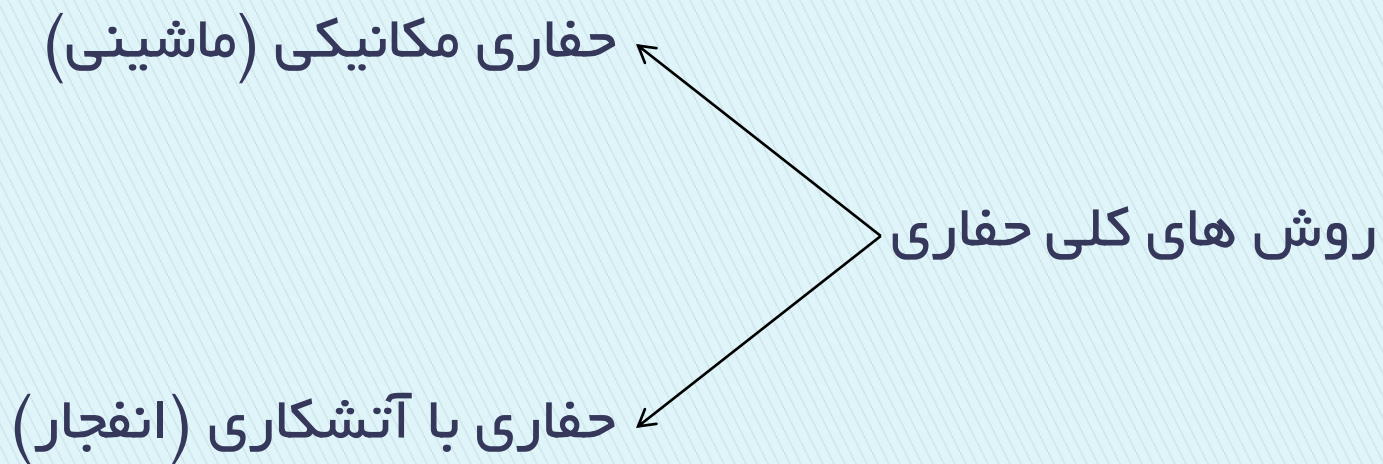 روش های کلی حفاری
حفاری مکانیکی (ماشینی)
حفاری با آتشکاری (انفجار)